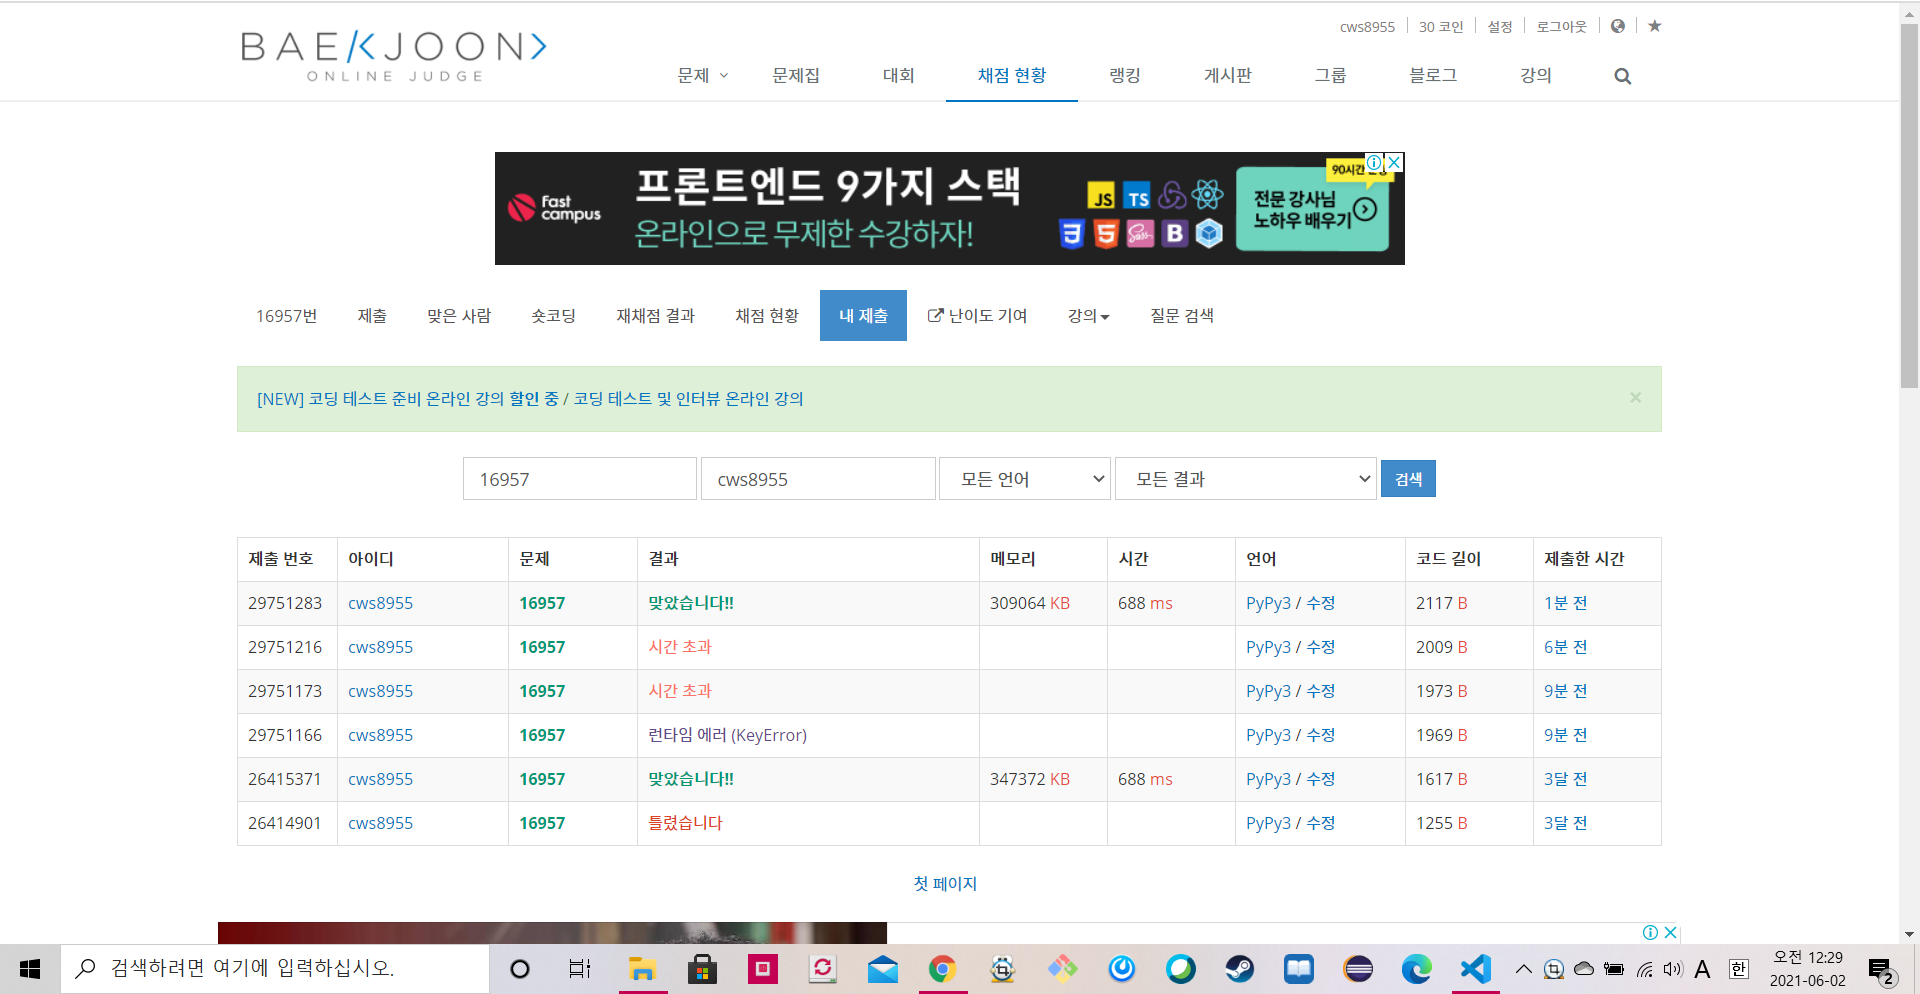 cws8955 30 코인 설정 로그아웃
BAEKJOON
ONLINE JUDGE
문제 문제집 대회 채점 현황 랭킹 게시판 그룹 블로그 강의
Fast campus
프론트엔드 9가지 스택
온라인으로 무제한 수강하자!
JS TS
3 5 Sass B
90시간
전문 강사님
노하우 배우기
16957번 제출 맞은 사람 숏코딩 재채점 결과 채점 현황 내 제출 난이도 기여 강의 질문 검색
[NEW] 코딩 테스트 준비 온라인 강의 할인 중 / 코딩 테스트 및 인터뷰 온라인 강의 ×
16957 cws8955 모든 언어 모든 결과 검색
제출 번호 아이디 문제 결과 메모리 시간 언어 코드 길이 제출한 시간
29751283 cws8955 16957 맞았습니다!! 309064 KB 688 ms PyPy3 / 수정 2117 B 1분 전
29751216 cws8955 16957 시간 초과 PyPy3 / 수정 2009 B 6분 전
29751173 cws8955 16957 시간 초과 PyPy3 / 수정 1973 B 9분 전
29751166 cws8955 16957 런타임 에러 (KeyError) PyPy3 / 수정 1969 B 9분 전
26415371 cws8955 16957 맞았습니다!! 347372 KB 688 ms PyPy3 / 수정 1617 B 3달 전
26414901 cws8955 16957 틀렸습니다 PyPy3 / 수정 1255 B 3달 전
첫 페이지
검색하려면 여기에 입력하십시오.
A 한 오전 12:29
2021-06-02
2